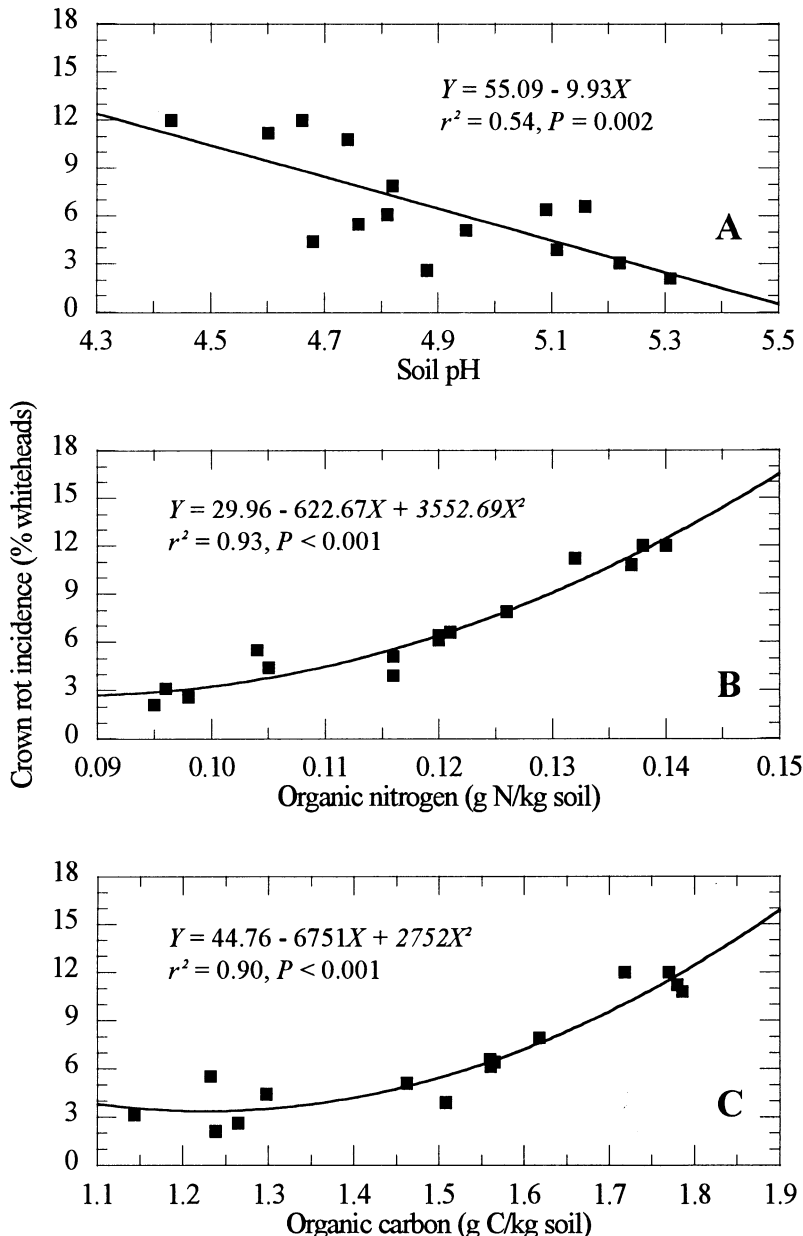 18
15
12
9
6
3
0
Y = 55.09 - 9.93X
r² = 0.54, P = 0.002
A
4.3 4.5 4.7 4.9 5.1 5.3 5.5
Soil pH
Crown rot incidence (% whiteheads)
18
15
12
9
6
3
0
Y = 29.96 - 622.67X + 3552.69X²
r² = 0.93, P < 0.001
B
0.09 0.10 0.11 0.12 0.13 0.14 0.15
Organic nitrogen (g N/kg soil)
18
15
12
9
6
3
0
Y = 44.76 - 6751X + 2752X²
r² = 0.90, P < 0.001
C
1.1 1.2 1.3 1.4 1.5 1.6 1.7 1.8 1.9
Organic carbon (g C/kg soil)